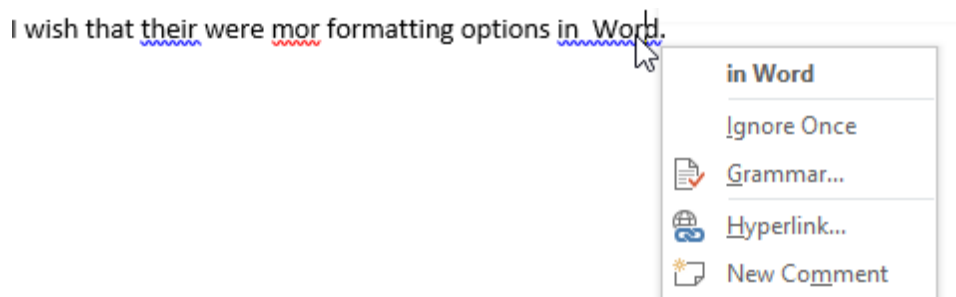 I wish that their were mor formatting options in  Word.
in Word
Ignore Once
Grammar...
Hyperlink...
New Comment